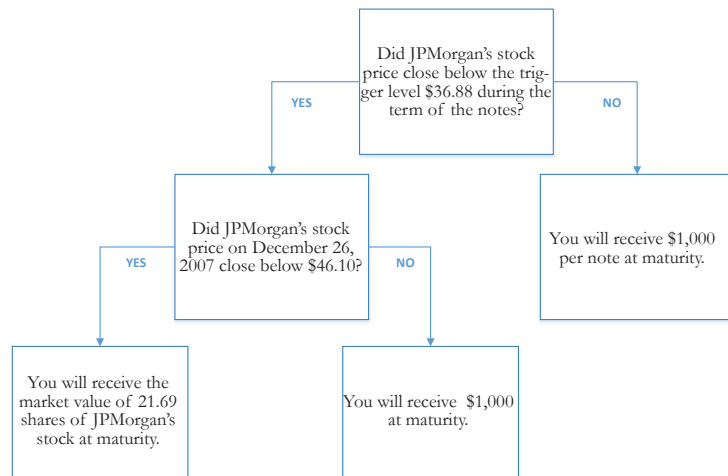 Did JPMorgan's stock
price close below the trig-
ger level $36.88 during the
term of the notes?
YES
NO
Did JPMorgan's stock
price on December 26,
2007 close below $46.10?
You will receive $1,000
per note at maturity.
YES
NO
You will receive the
market value of 21.69
shares of JPMorgan's
stock at maturity.
You will receive $1,000
at maturity.